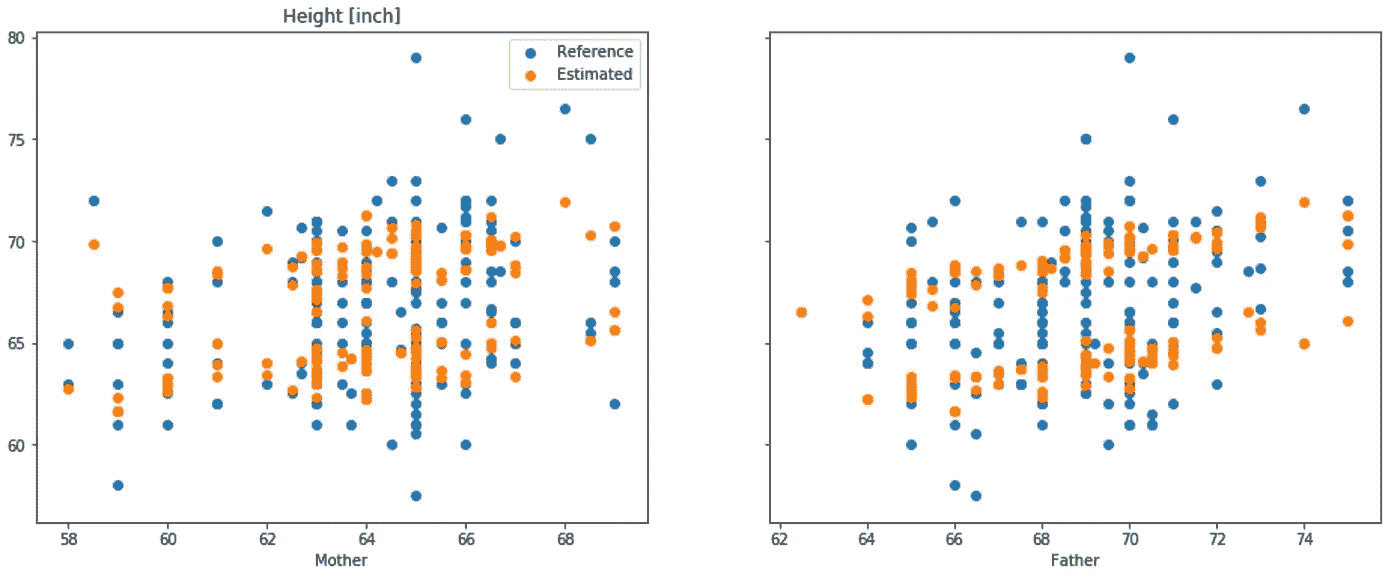 Height [inch]
Reference
Estimated
80
75
70
65
60
58 60 62 64 66 68
Mother
62 64 66 68 70 72 74
Father